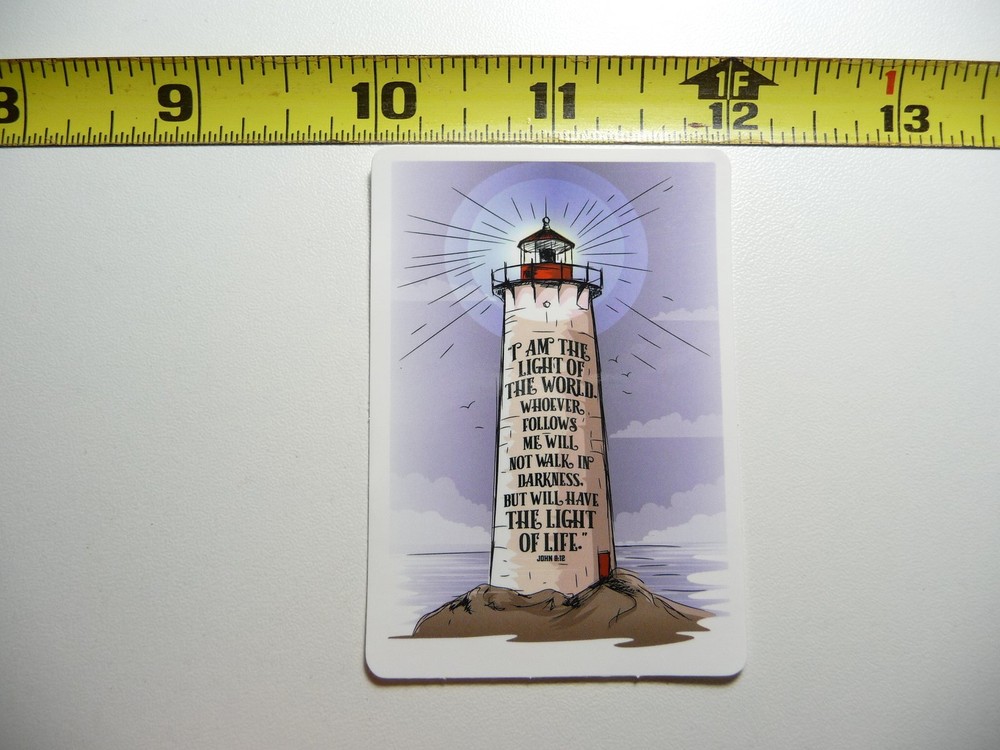 8 9 10 11 1F 12 1 13
"I AM THE
LIGHT OF
THE WORLD.
WHOEVER
FOLLOWS
ME WILL
NOT WALK IN
DARKNESS,
BUT WILL HAVE
THE LIGHT
OF LIFE."
JOHN 8:12